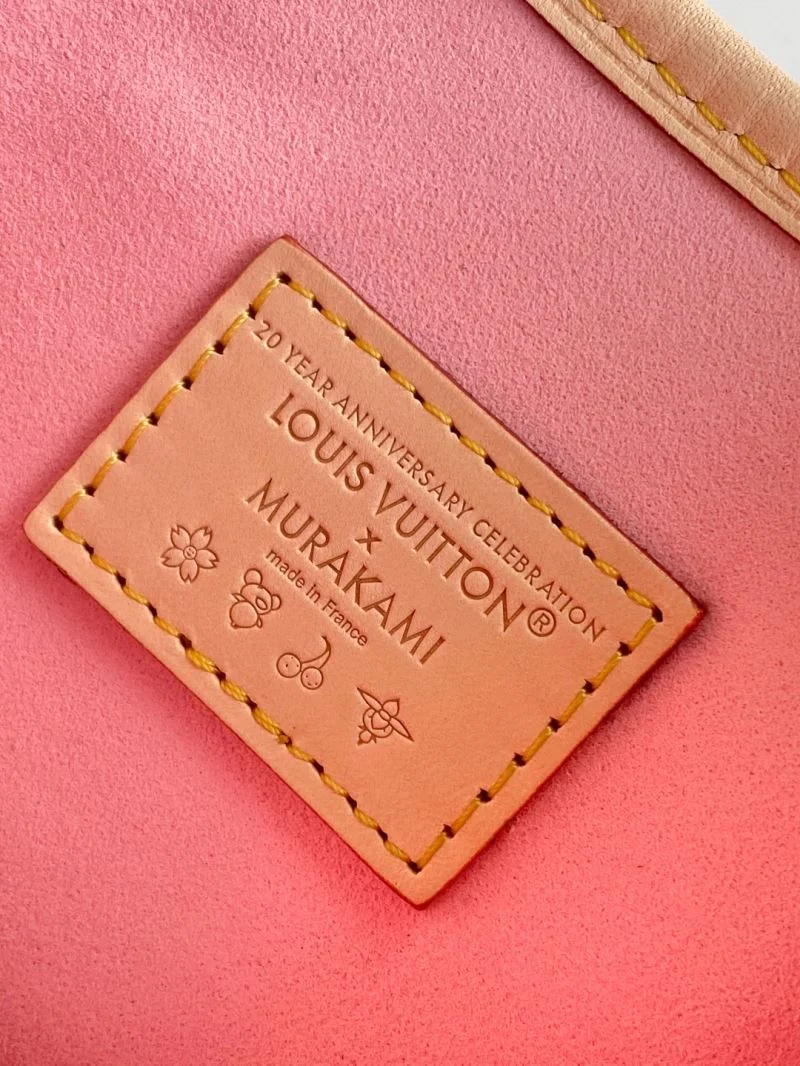 20 YEAR ANNIVERSARY CELEBRATION
LOUIS VUITTON®
×
MURAKAMI
made in France